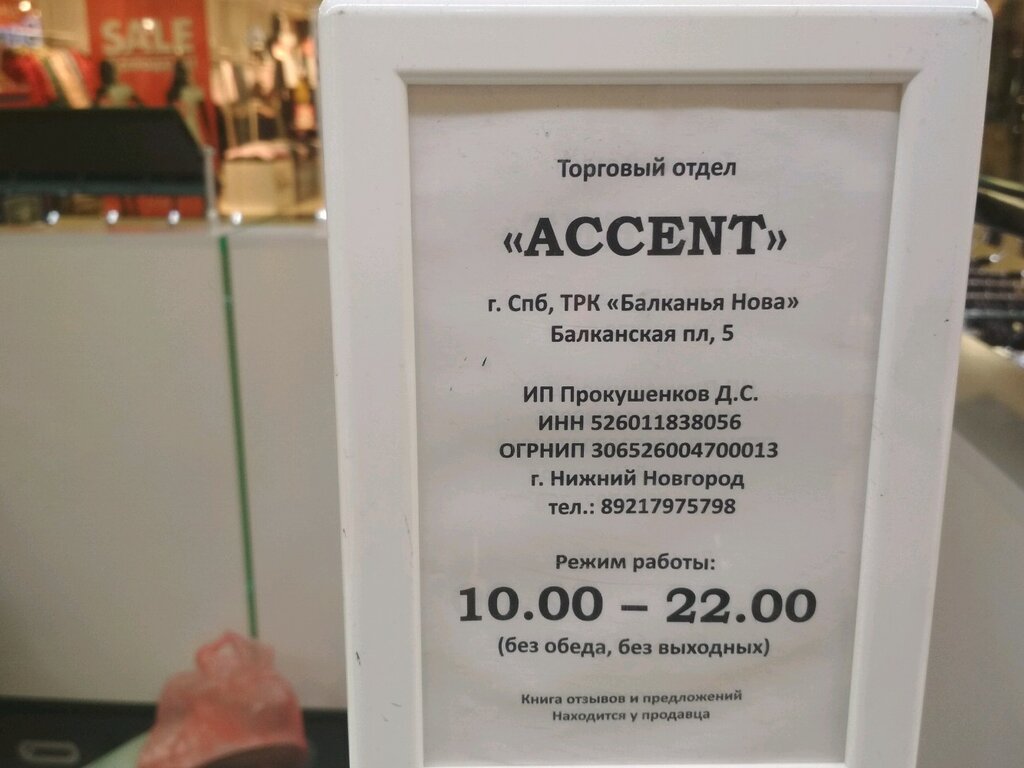 SALE
Торговый отдел
«ACCENT»
г. Спб, ТРК «Балканья Нова»
Балканская пл, 5
ИП Прокушенков Д.С.
ИНН 526011838056
ОГРНИП 306526004700013
г. Нижний Новгород
тел.: 89217975798
Режим работы:
10.00 – 22.00
(без обеда, без выходных)
Книга отзывов и предложений
Находится у продавца